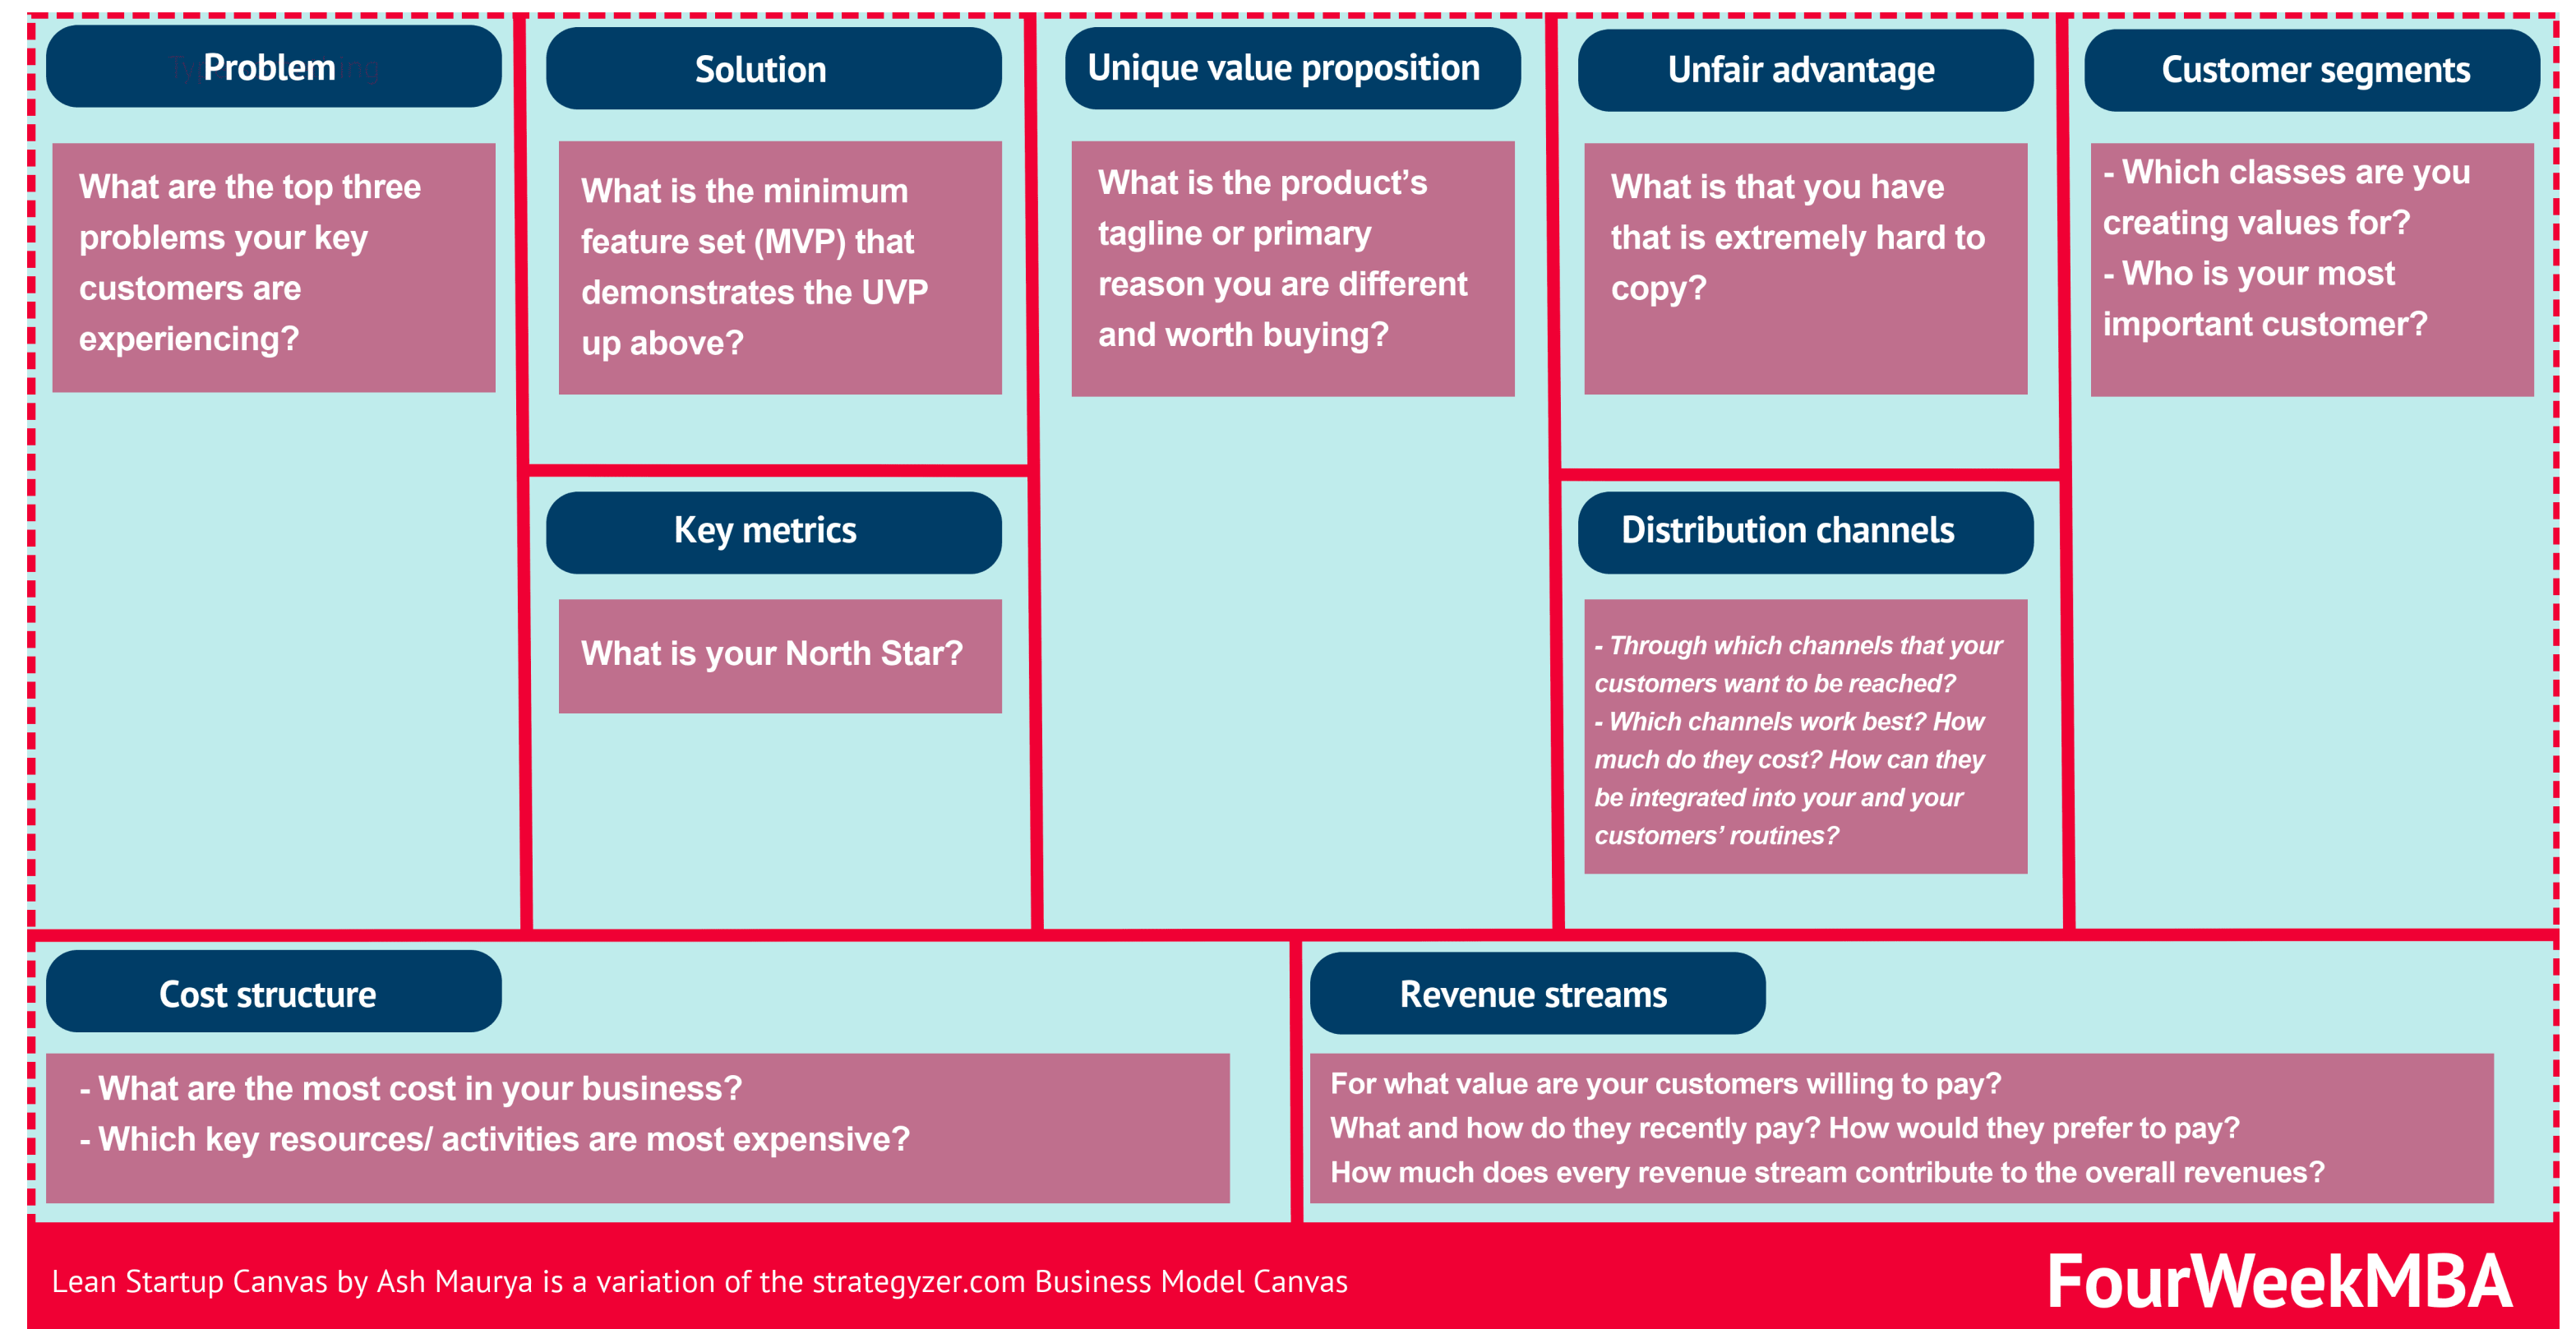 Problem
What are the top three
problems your key
customers are
experiencing?
Solution
What is the minimum
feature set (MVP) that
demonstrates the UVP
up above?
Key metrics
What is your North Star?
Unique value proposition
What is the product’s
tagline or primary
reason you are different
and worth buying?
Unfair advantage
What is that you have
that is extremely hard to
copy?
Distribution channels
- Through which channels that your
customers want to be reached?
- Which channels work best? How
much do they cost? How can they
be integrated into your and your
customers’ routines?
Customer segments
- Which classes are you
creating values for?
- Who is your most
important customer?
Cost structure
- What are the most cost in your business?
- Which key resources/ activities are most expensive?
Revenue streams
For what value are your customers willing to pay?
What and how do they recently pay? How would they prefer to pay?
How much does every revenue stream contribute to the overall revenues?
Lean Startup Canvas by Ash Maurya is a variation of the strategyzer.com Business Model Canvas
FourWeekMBA